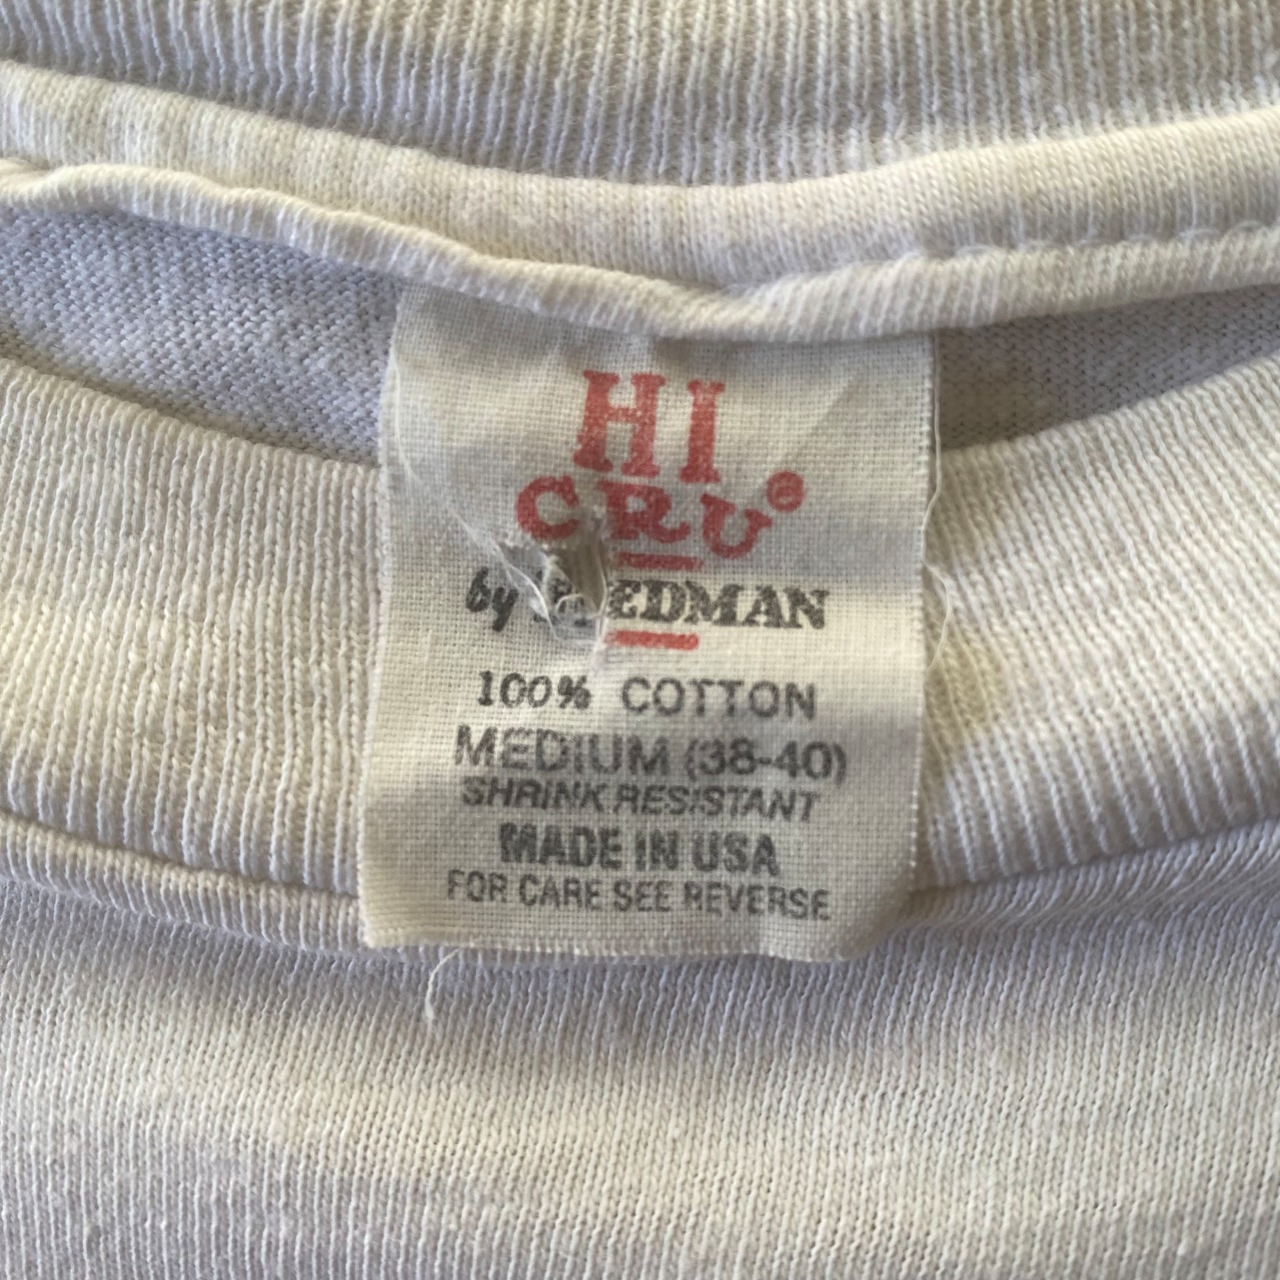 HI
CRU®
by
100% COTTON
MEDIUM (38-40)
SHRINK RESISTANT
MADE IN USA
FOR CARE SEE REVERSE